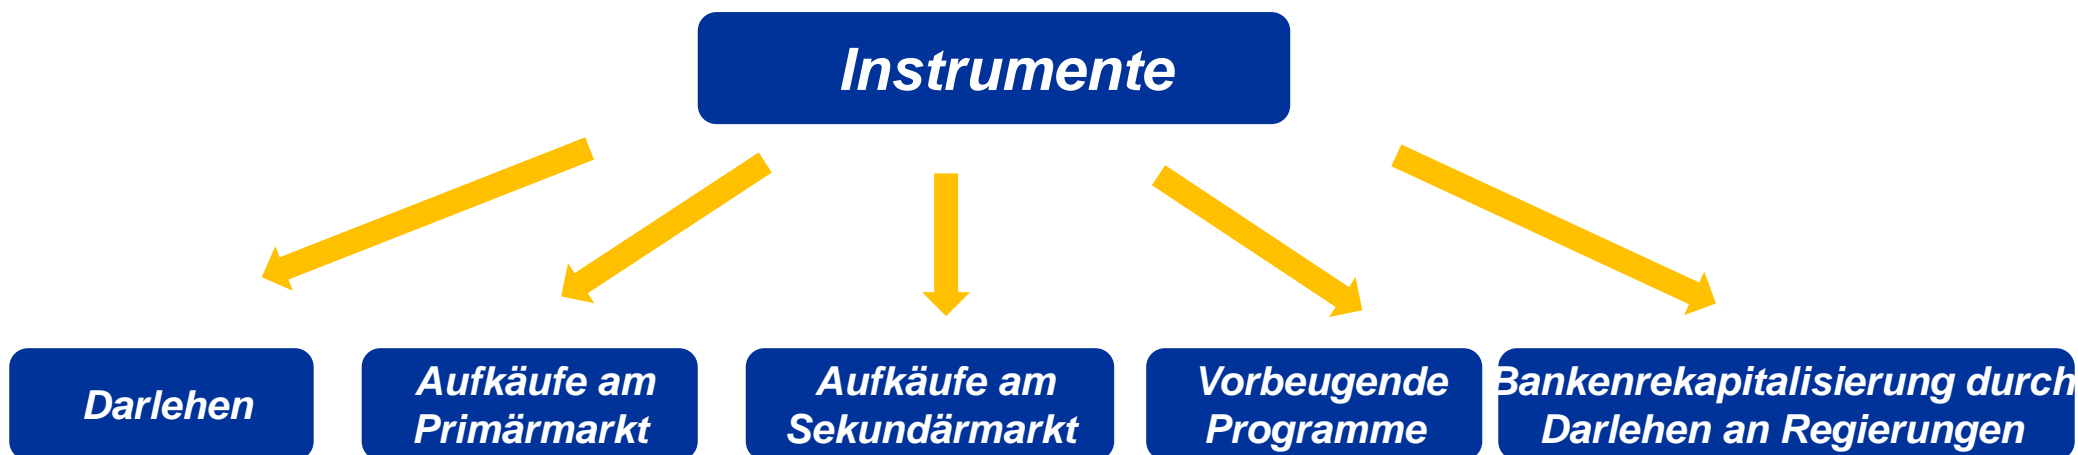 Instrumente
Darlehen
Aufkäufe am
Primärmarkt
Aufkäufe am
Sekundärmarkt
Vorbeugende
Programme
Bankenrekapitalisierung durch
Darlehen an Regierungen